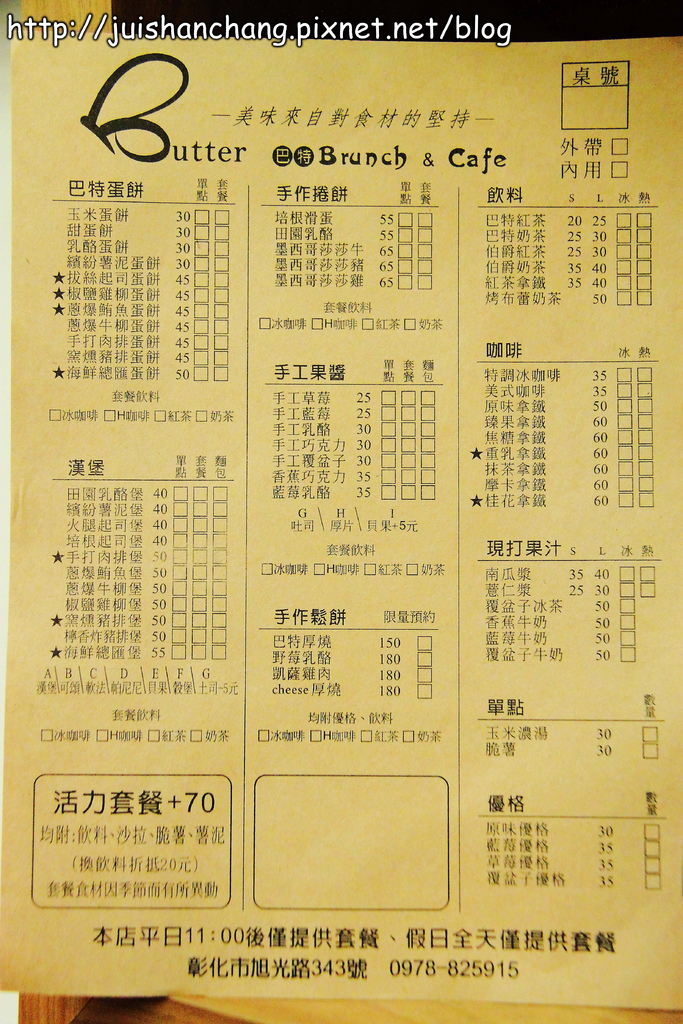 http://juishanchang.pixnet.net/blog
桌號
—美味來自對食材的堅持—
Butter 巴特Brunch & Cafe
外帶□
內用□
巴特蛋餅 單點 套餐
玉米蛋餅 30□□
甜蛋餅 30□□
乳酪蛋餅 30□□
繽紛薯泥蛋餅 30□□
★拔絲起司蛋餅 45□□
★椒鹽雞柳蛋餅 45□□
★蔥爆鮪魚蛋餅 45□□
蔥爆牛柳蛋餅 45□□
手打肉排蛋餅 45□□
窯燻豬排蛋餅 45□□
★海鮮總匯蛋餅 50□□
套餐飲料
□冰咖啡 □H咖啡 □紅茶 □奶茶
漢堡 單點 套餐 麵包
田園乳酪堡 40□□□
繽紛薯泥堡 40□□□
火腿起司堡 40□□□
培根起司堡 40□□□
★手打肉排堡 50□□□
蔥爆鮪魚堡 50□□□
蔥爆牛柳堡 50□□□
椒鹽雞柳堡 50□□□
★窯燻豬排堡 50□□□
檸香炸豬排堡 50□□□
★海鮮總匯堡 55□□□
A B C D E F G
漢堡\可頌\軟法\帕尼尼\貝果\穀堡\土司+5元
套餐飲料
□冰咖啡 □H咖啡 □紅茶 □奶茶
活力套餐+70
均附:飲料、沙拉、脆薯、薯泥
(換飲料折抵20元)
套餐食材因季節而有所異動
手作捲餅 單點 套餐
培根滑蛋 55□□
田園乳酪 55□□
墨西哥莎莎牛 65□□
墨西哥莎莎豬 65□□
墨西哥莎莎雞 65□□
套餐飲料
□冰咖啡 □H咖啡 □紅茶 □奶茶
手工果醬 單點 套餐 麵包
手工草莓 25□□□
手工藍莓 25□□□
手工乳酪 30□□□
手工巧克力 30□□□
手工覆盆子 30□□□
香蕉巧克力 35□□□
藍莓乳酪 35□□□
G H I
吐司\厚片\貝果+5元
套餐飲料
□冰咖啡 □H咖啡 □紅茶 □奶茶
手作鬆餅 限量預約
巴特厚燒 150□
野莓乳酪 180□
凱薩雞肉 180□
cheese厚燒 180□
均附優格、飲料
□冰咖啡 □H咖啡 □紅茶 □奶茶
飲料 S L 冰 熱
巴特紅茶 20 25□□
巴特奶茶 25 30□□
伯爵紅茶 25 30□□
伯爵奶茶 35 40□□
紅茶拿鐵 35 40□□
烤布蕾奶茶 50□□
咖啡 冰 熱
特調冰咖啡 35□□
美式咖啡 35□□
原味拿鐵 50□□
臻果拿鐵 60□□
焦糖拿鐵 60□□
★重乳拿鐵 60□□
抹茶拿鐵 60□□
摩卡拿鐵 60□□
★桂花拿鐵 60□□
現打果汁 S L 冰 熱
南瓜漿 35 40□□
薏仁漿 25 30□□
覆盆子冰茶 50□
香蕉牛奶 50□
藍莓牛奶 50□
覆盆子牛奶 50□
單點 數量
玉米濃湯 30□
脆薯 30□
優格 數量
原味優格 30□
藍莓優格 35□
草莓優格 35□
覆盆子優格 35□
本店平日11:00後僅提供套餐、假日全天僅提供套餐
彰化市旭光路343號 0978-825915